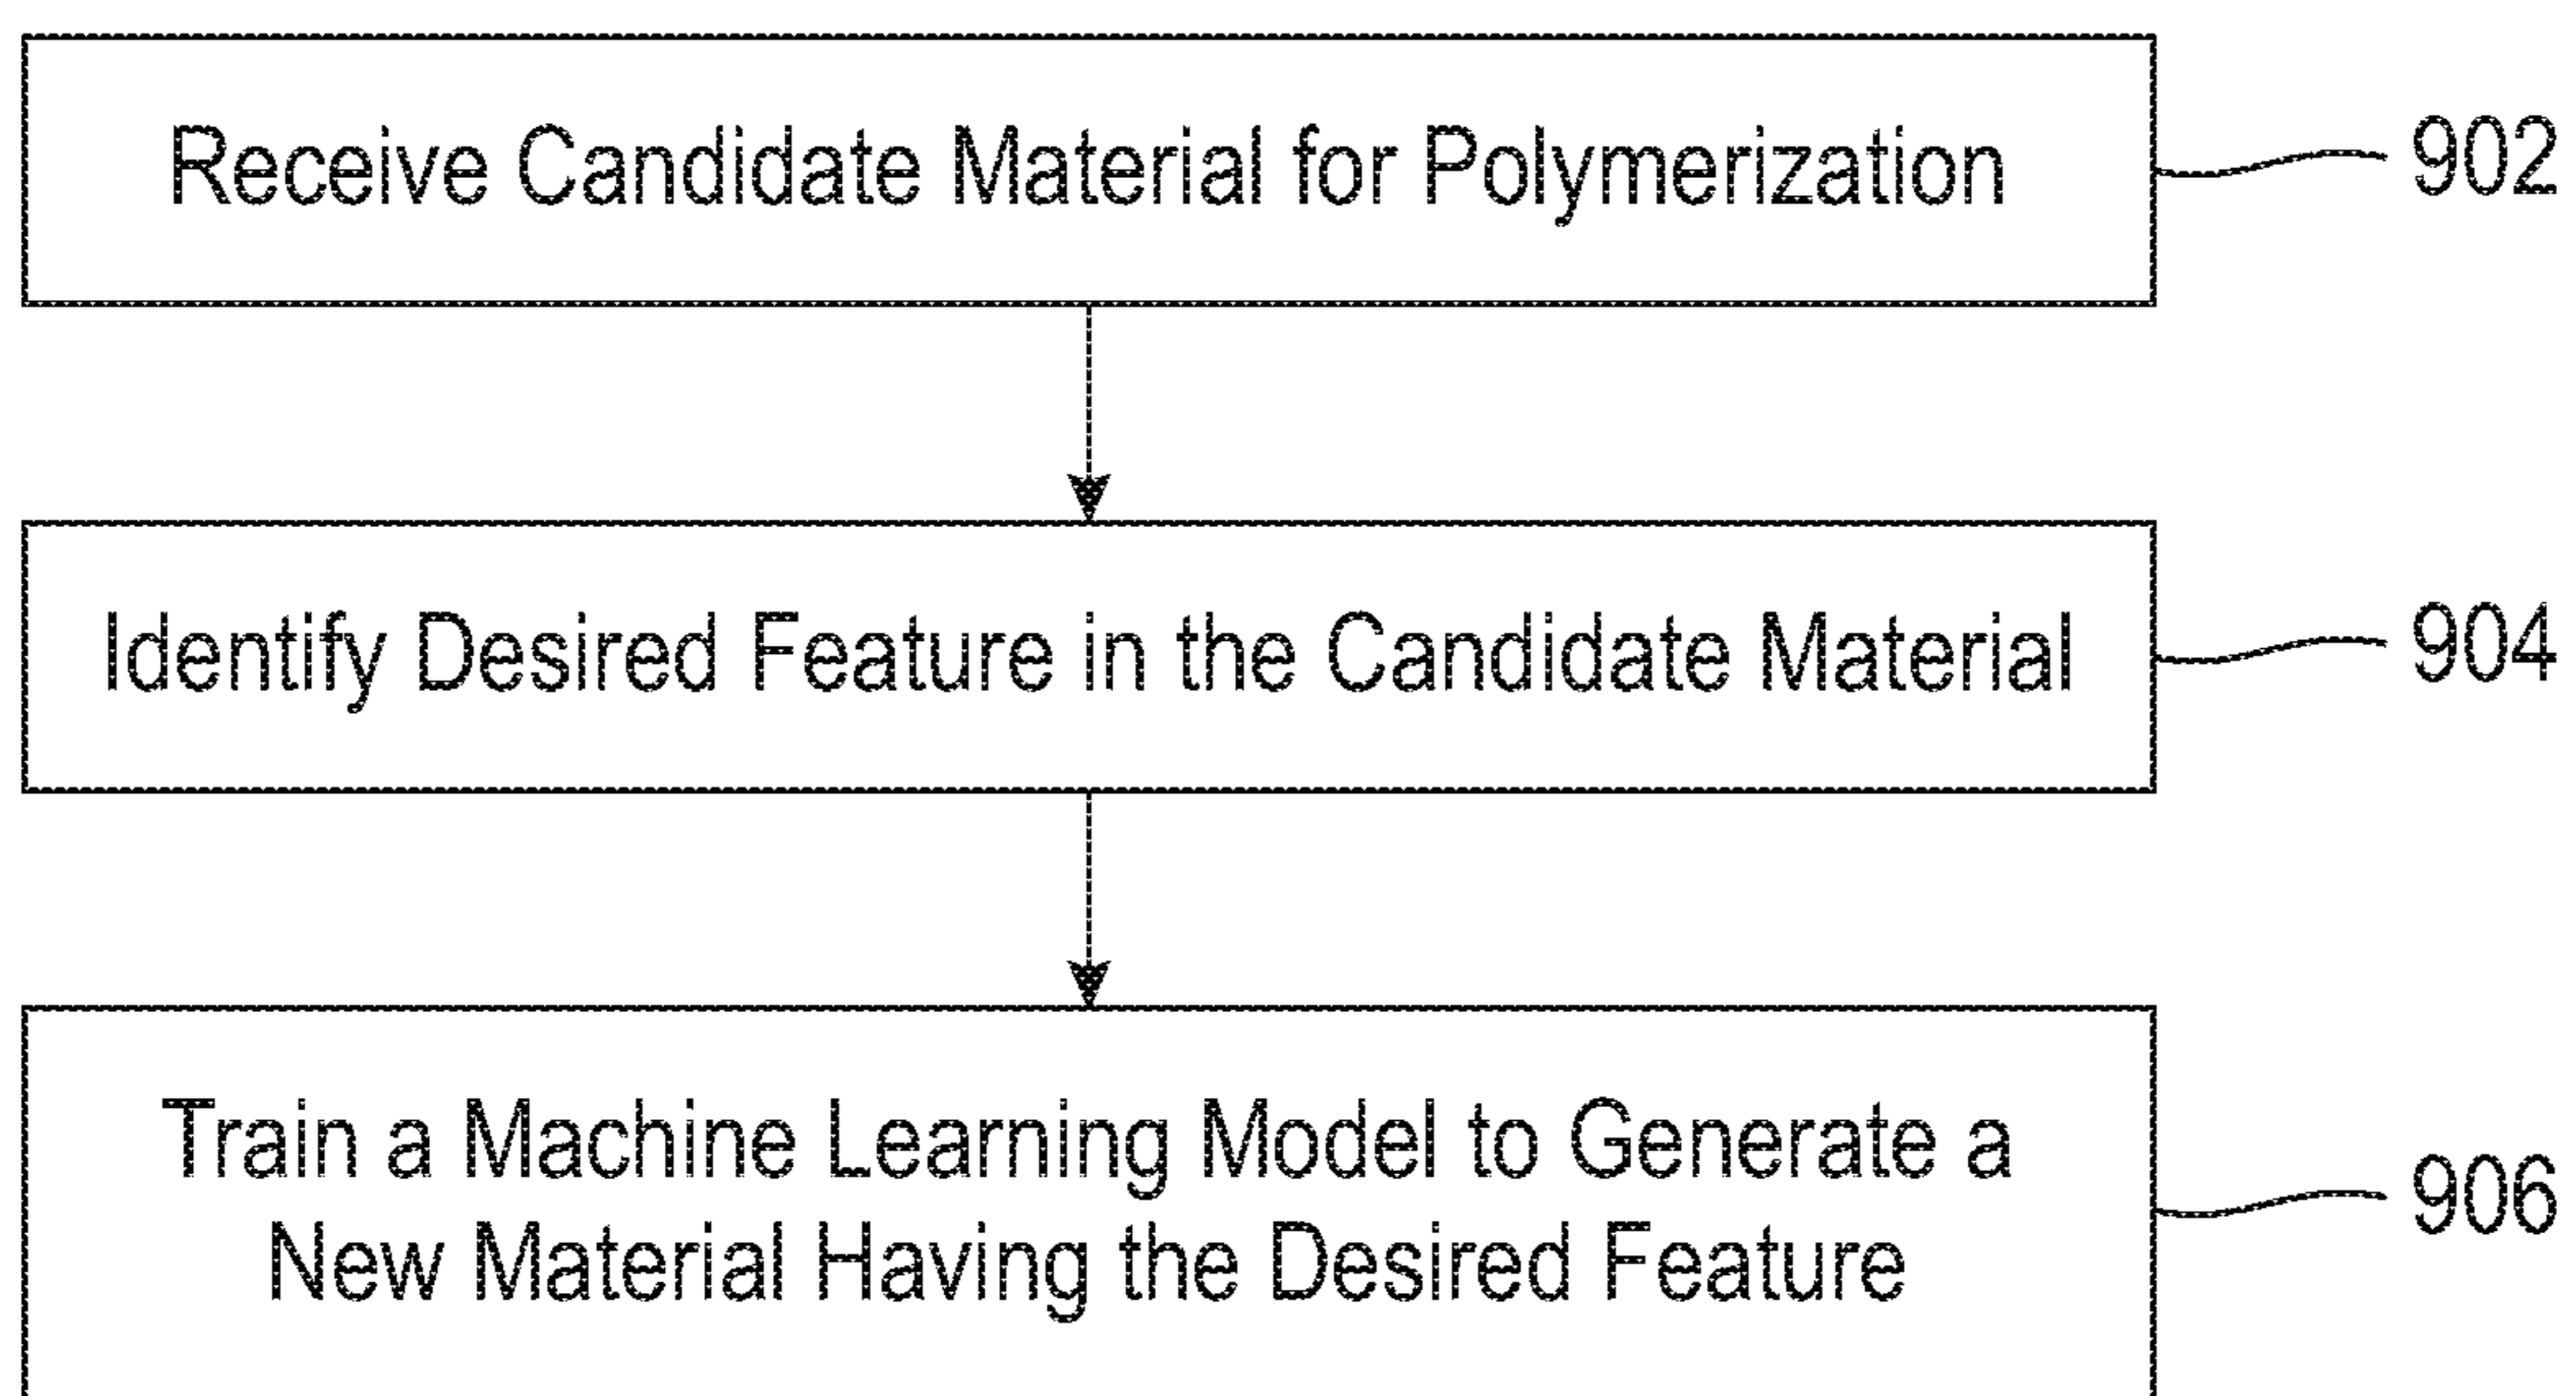 Receive Candidate Material for Polymerization
902
Identify Desired Feature in the Candidate Material
904
Train a Machine Learning Model to Generate a
New Material Having the Desired Feature
906